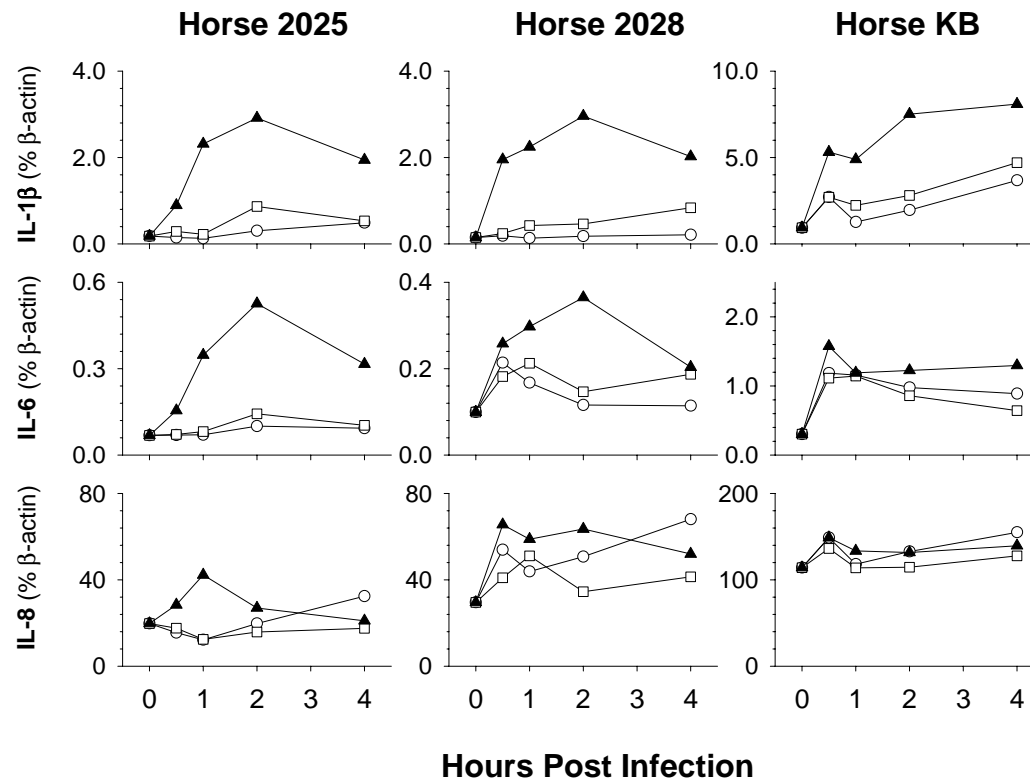 Horse 2025 Horse 2028 Horse KB
IL-1β (% β-actin)
4.0 4.0 10.0
2.0 2.0 5.0
0.0 0.0 0.0
IL-6 (% β-actin)
0.6 0.4
2.0
0.3 0.2 1.0
0.0 0.0 0.0
IL-8 (% β-actin)
80 80 200
40 40 100
0 0 0
0 1 2 3 4 0 1 2 3 4 0 1 2 3 4
Hours Post Infection